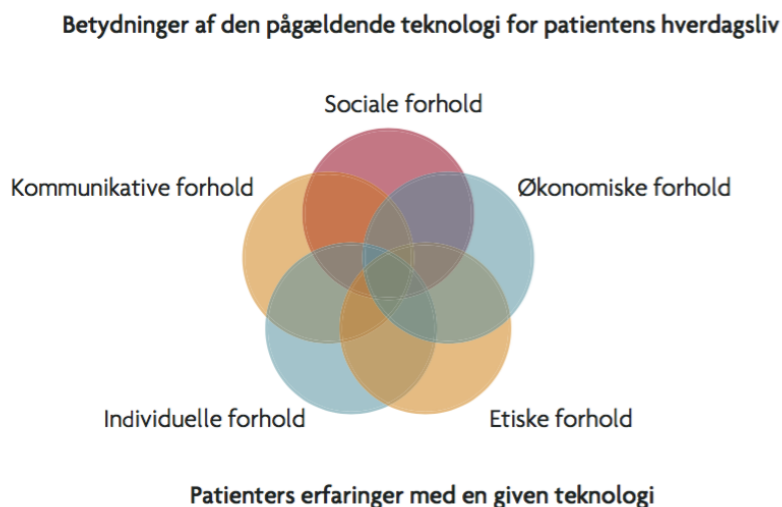 Betydninger af den pågældende teknologi for patientens hverdagsliv
Sociale forhold
Kommunikative forhold
Økonomiske forhold
Individuelle forhold
Etiske forhold
Patienters erfaringer med en given teknologi